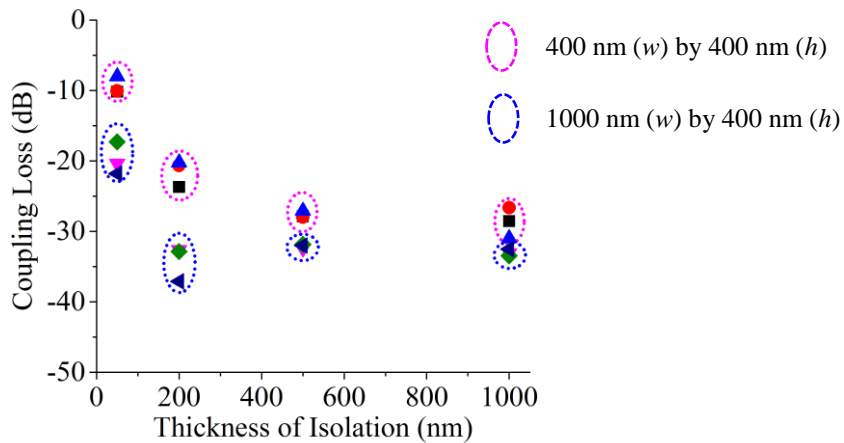 0
-10
-20
-30
-40
-50
Coupling Loss (dB)
0 200 400 600 800 1000
Thickness of Isolation (nm)
400 nm (w) by 400 nm (h)
1000 nm (w) by 400 nm (h)